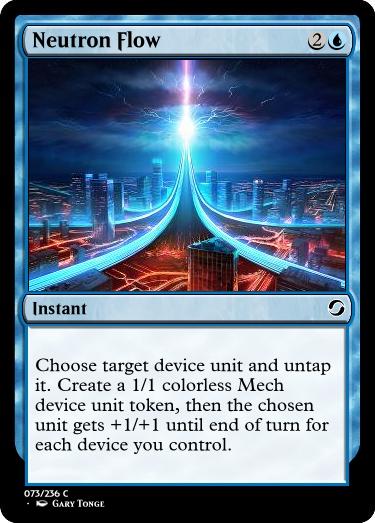 Neutron Flow
2
Instant
Choose target device unit and untap
it. Create a 1/1 colorless Mech
device unit token, then the chosen
unit gets +1/+1 until end of turn for
each device you control.
073/236 C
· Gary Tonge